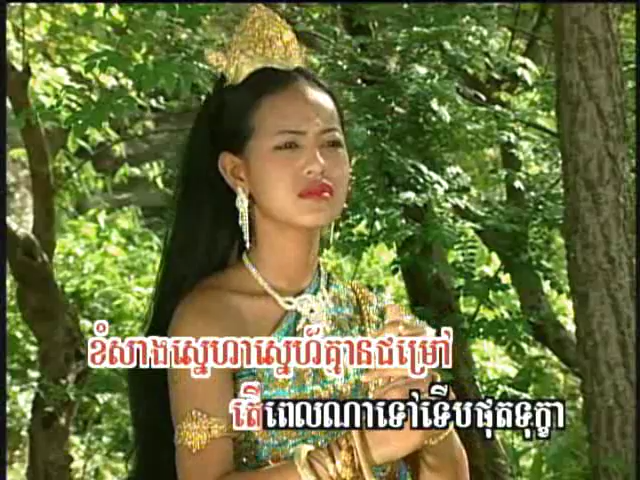 ខំសាងស្នេហាស្នេហ៍គ្មានជម្រៅ
តើពេលណាទៅទើបផុតទុក្ខា